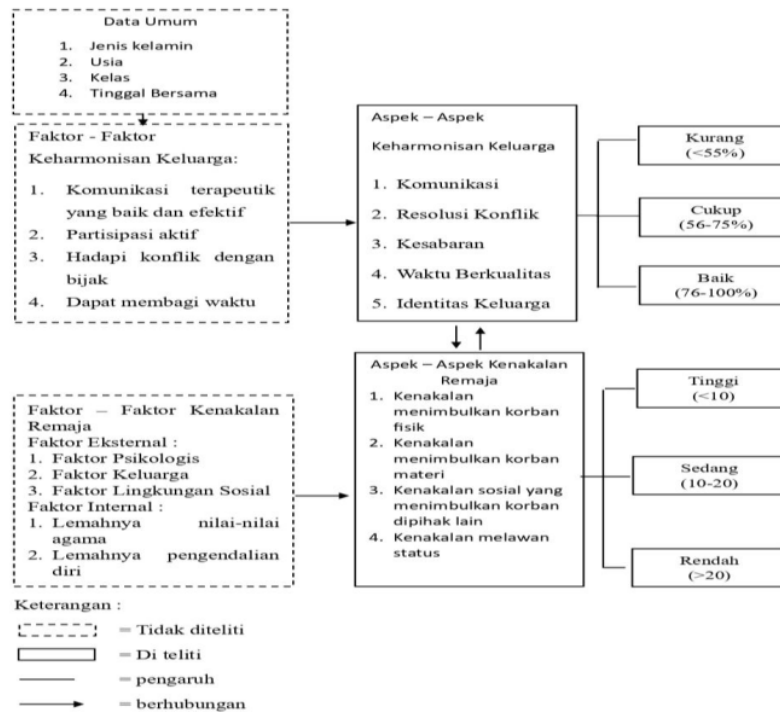 Data Umum
1. Jenis kelamin
2. Usia
3. Kelas
4. Tinggal Bersama
Faktor - Faktor
Keharmonisan Keluarga:
1. Komunikasi terapeutik
yang baik dan efektif
2. Partisipasi aktif
3. Hadapi konflik dengan
bijak
4. Dapat membagi waktu
Aspek – Aspek
Keharmonisan Keluarga
1. Komunikasi
2. Resolusi Konflik
3. Kesabaran
4. Waktu Berkualitas
5. Identitas Keluarga
Kurang
(<55%)
Cukup
(56-75%)
Baik
(76-100%)
Faktor – Faktor Kenakalan
Remaja
Faktor Eksternal :
1. Faktor Psikologis
2. Faktor Keluarga
3. Faktor Lingkungan Sosial
Faktor Internal :
1. Lemahnya nilai-nilai
agama
2. Lemahnya pengendalian
diri
Aspek – Aspek Kenakalan
Remaja
1. Kenakalan
menimbulkan korban
fisik
2. Kenakalan
menimbulkan korban
materi
3. Kenakalan sosial yang
menimbulkan korban
dipihak lain
4. Kenakalan melawan
status
Tinggi
(<10)
Sedang
(10-20)
Rendah
(>20)
Keterangan :
= Tidak diteliti
= Di teliti
= pengaruh
= berhubungan